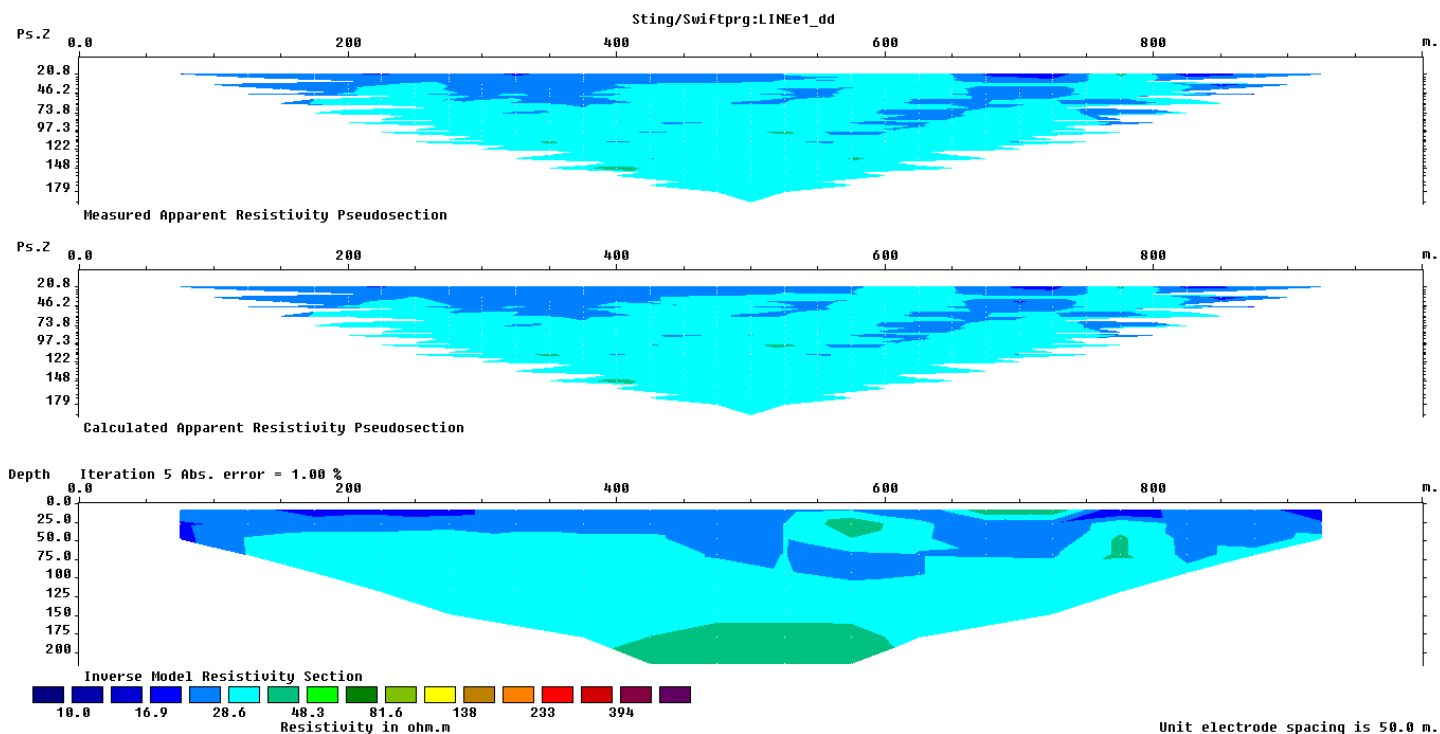 Sting/Swiftprg:LINEe1_dd
Ps.Z 0.0 200 400 600 800 m.
20.8
46.2
73.8
97.3
122
148
179
Measured Apparent Resistivity Pseudosection
Ps.Z 0.0 200 400 600 800 m.
20.8
46.2
73.8
97.3
122
148
179
Calculated Apparent Resistivity Pseudosection
Depth Iteration 5 Abs. error = 1.00 %
0.0 200 400 600 800 m.
0.0
25.0
50.0
75.0
100
125
150
175
200
Inverse Model Resistivity Section
10.0 16.9 28.6 48.3 81.6 138 233 394
Resistivity in ohm.m
Unit electrode spacing is 50.0 m.